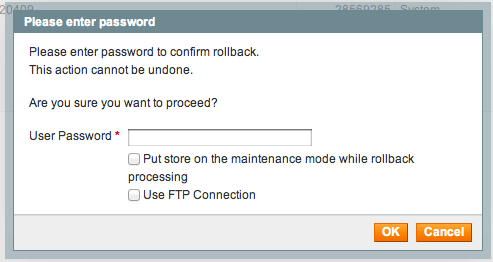 20409 28569285 System
Please enter password
Please enter password to confirm rollback.
This action cannot be undone.
Are you sure you want to proceed?
User Password *
Put store on the maintenance mode while rollback
processing
Use FTP Connection
OK Cancel